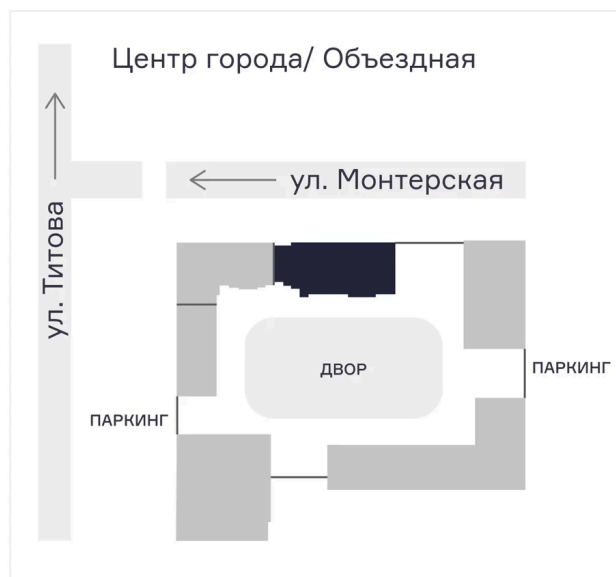 Центр города/ Объездная
ул. Монтерская
ул. Титова
ДВОР
ПАРКИНГ
ПАРКИНГ